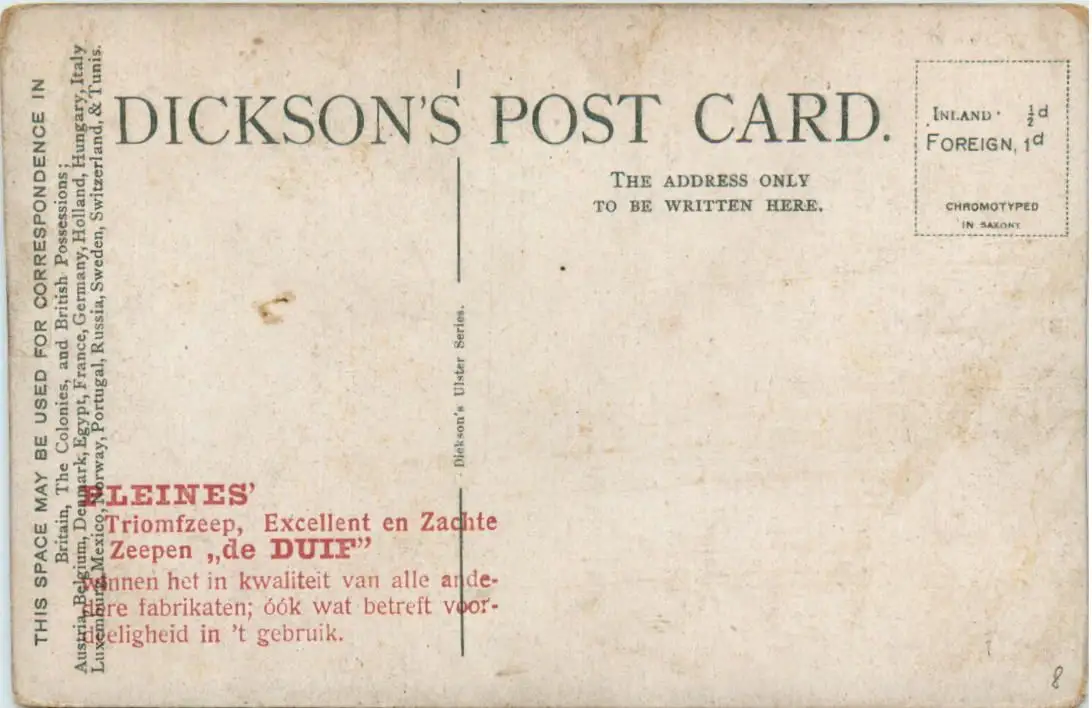 DICKSON'S POST CARD.
THE ADDRESS ONLY
TO BE WRITTEN HERE.
INLAND ½d
FOREIGN, 1d
CHROMOTYPED
IN SAXONY
THIS SPACE MAY BE USED FOR CORRESPONDENCE IN
Britain, The Colonies, and British Possessions;
Austria, Belgium, Denmark, Egypt, France, Germany, Holland, Hungary, Italy
Luxemburg, Mexico, Norway, Portugal, Russia, Sweden, Switzerland, & Tunis.
Dickson's Ulster Series.
KLEINES'
Triomfzeep, Excellent en Zachte
Zeepen „de DUIF”
winnen het in kwaliteit van alle ande-
dere fabrikaten; óók wat betreft voor-
deeligheid in 't gebruik.
8